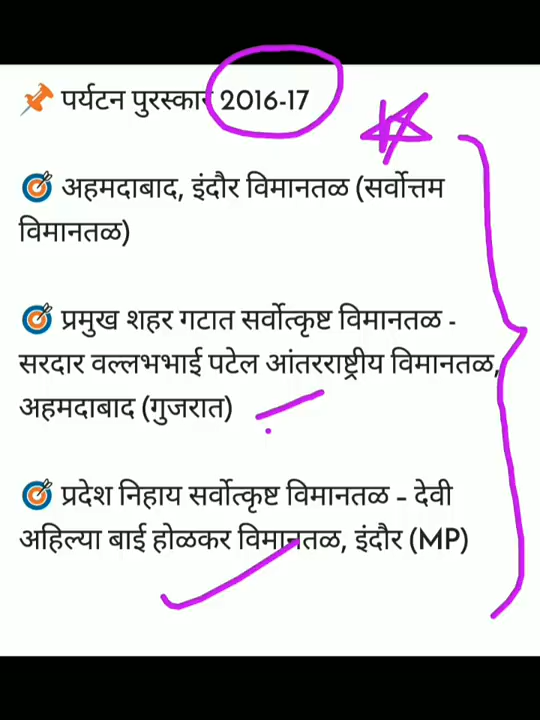 पर्यटन पुरस्कार 2016-17
अहमदाबाद, इंदौर विमानतळ (सर्वोत्तम
विमानतळ)
प्रमुख शहर गटात सर्वोत्कृष्ट विमानतळ -
सरदार वल्लभभाई पटेल आंतरराष्ट्रीय विमानतळ,
अहमदाबाद (गुजरात)
प्रदेश निहाय सर्वोत्कृष्ट विमानतळ – देवी
अहिल्या बाई होळकर विमानतळ, इंदौर (MP)